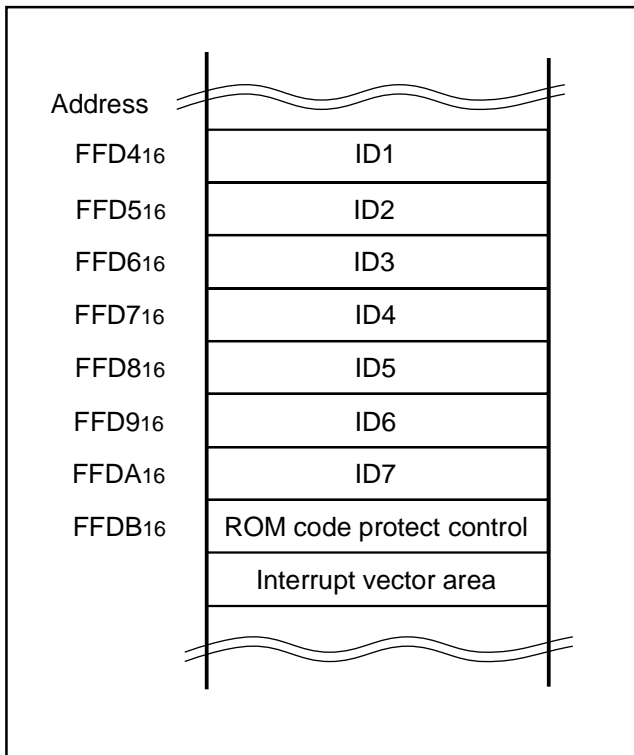 Address
FFD416 ID1
FFD516 ID2
FFD616 ID3
FFD716 ID4
FFD816 ID5
FFD916 ID6
FFDA16 ID7
FFDB16 ROM code protect control
Interrupt vector area